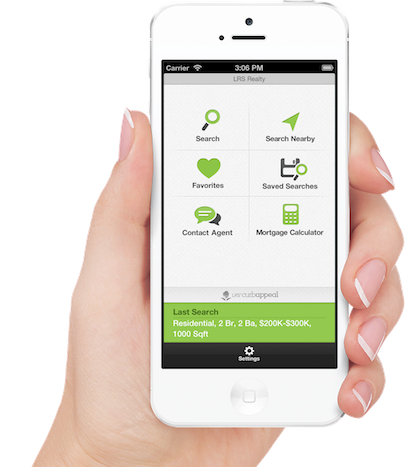 Carrier 3:06 PM
LRS Realty
Search Search Nearby
Favorites Saved Searches
Contact Agent Mortgage Calculator
curbappeal
Last Search
Residential, 2 Br, 2 Ba, $200K-$300K,
1000 Sqft
Settings